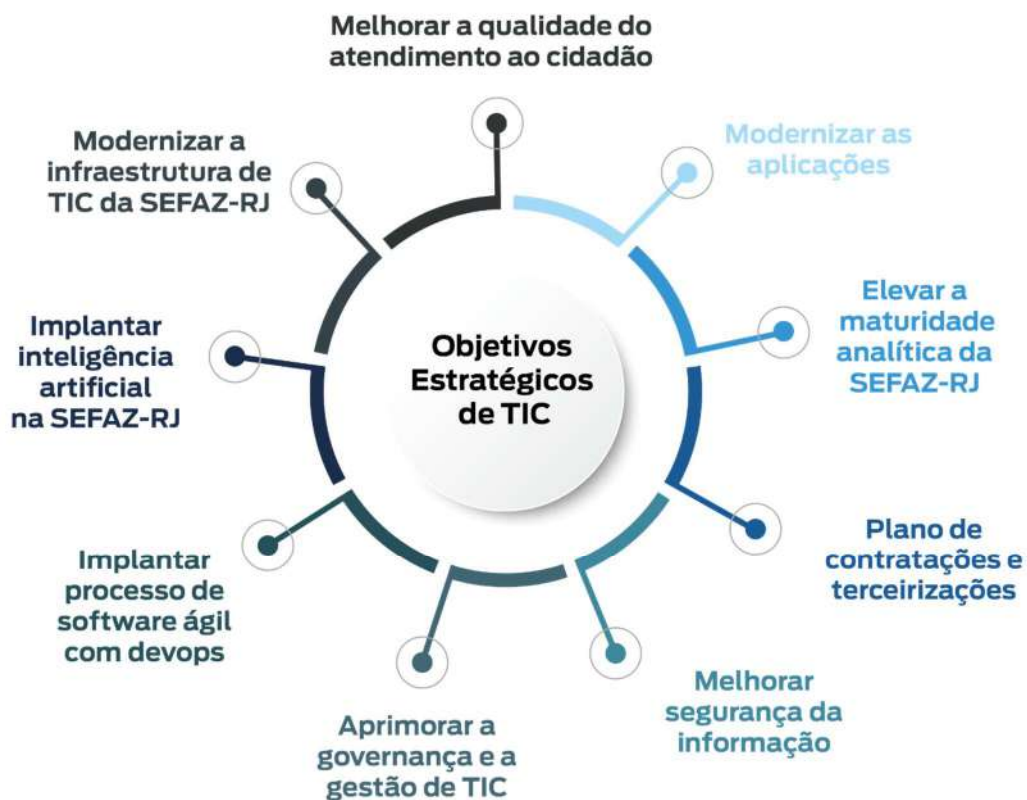 Melhorar a qualidade do
atendimento ao cidadão
Modernizar as
aplicações
Elevar a
maturidade
analítica da
SEFAZ-RJ
Plano de
contratações e
terceirizações
Melhorar
segurança da
informação
Aprimorar a
governança e a
gestão de TIC
Implantar
processo de
software ágil
com devops
Implantar
inteligência
artificial
na SEFAZ-RJ
Modernizar a
infraestrutura de
TIC da SEFAZ-RJ
Objetivos
Estratégicos
de TIC